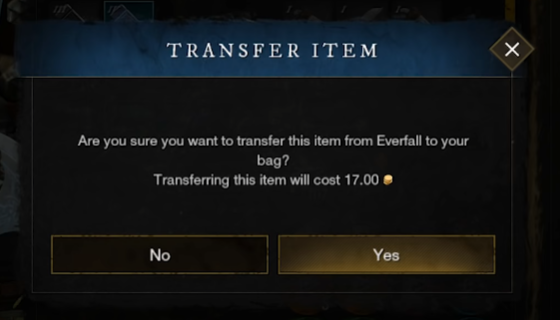 TRANSFER ITEM
Are you sure you want to transfer this item from Everfall to your
bag?
Transferring this item will cost 17.00
No
Yes